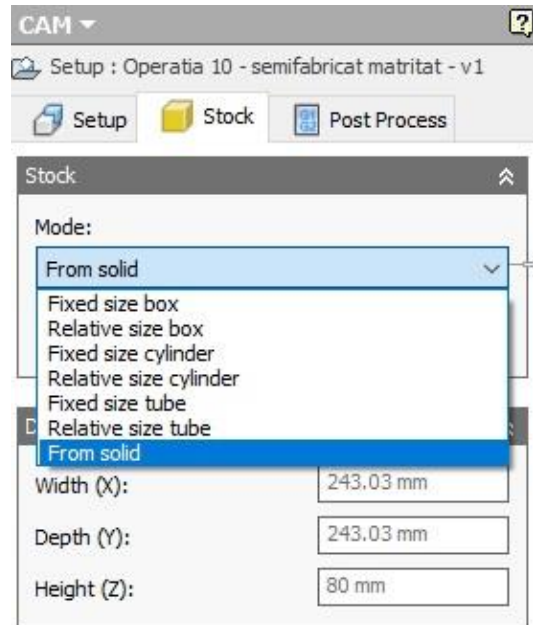 CAM
?
Setup : Operatia 10 - semifabricat matritat - v1
Setup Stock Post Process
Stock
Mode:
From solid
Fixed size box
Relative size box
Fixed size cylinder
Relative size cylinder
Fixed size tube
Relative size tube
From solid
Width (X): 243.03 mm
Depth (Y): 243.03 mm
Height (Z): 80 mm